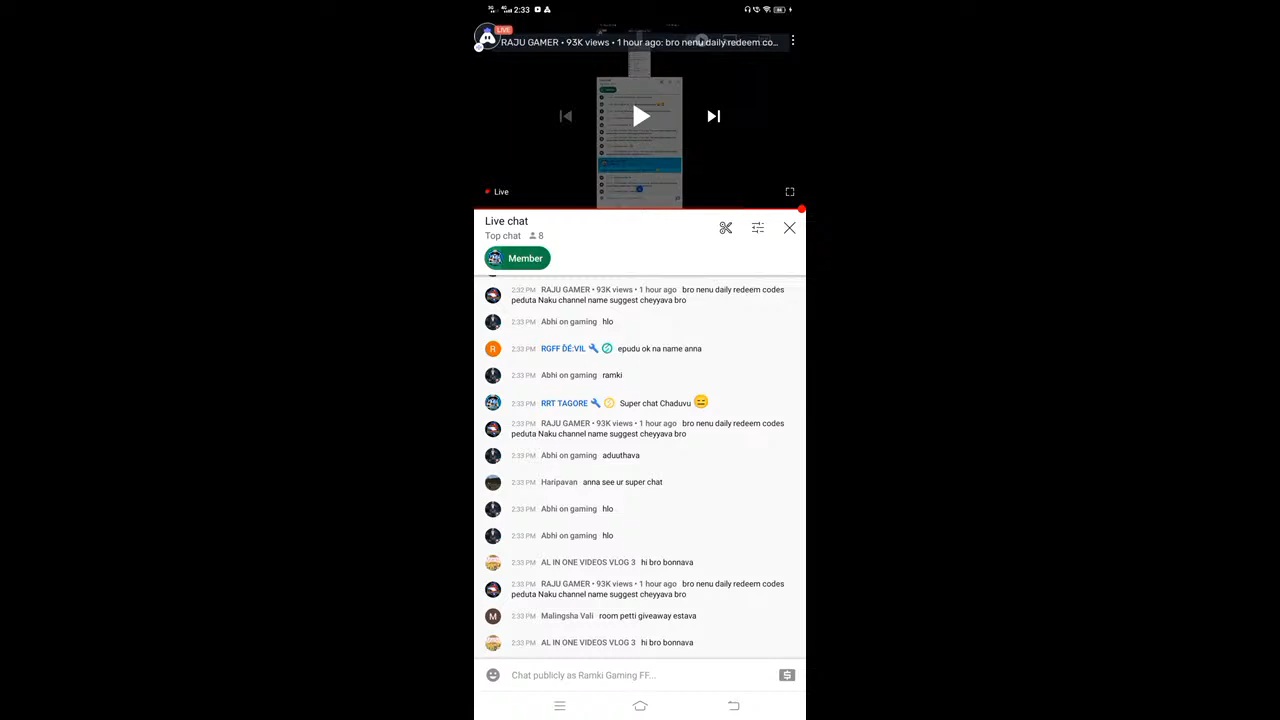 2:33
LIVE
RAJU GAMER • 93K views • 1 hour ago: bro nenu daily redeem co...
Live
Live chat
Top chat 8
Member
2:32 PM RAJU GAMER • 93K views • 1 hour ago bro nenu daily redeem codes
peduta Naku channel name suggest cheyyava bro
2:33 PM Abhi on gaming hlo
2:33 PM RGFF ĎÉ:VIL epudu ok na name anna
2:33 PM Abhi on gaming ramki
2:33 PM RRT TAGORE Super chat Chaduvu 😑
2:33 PM RAJU GAMER • 93K views • 1 hour ago bro nenu daily redeem codes
peduta Naku channel name suggest cheyyava bro
2:33 PM Abhi on gaming aduuthava
2:33 PM Haripavan anna see ur super chat
2:33 PM Abhi on gaming hlo
2:33 PM Abhi on gaming hlo
2:33 PM AL IN ONE VIDEOS VLOG 3 hi bro bonnava
2:33 PM RAJU GAMER • 93K views • 1 hour ago bro nenu daily redeem codes
peduta Naku channel name suggest cheyyava bro
2:33 PM Malingsha Vali room petti giveaway estava
2:33 PM AL IN ONE VIDEOS VLOG 3 hi bro bonnava
Chat publicly as Ramki Gaming FF...